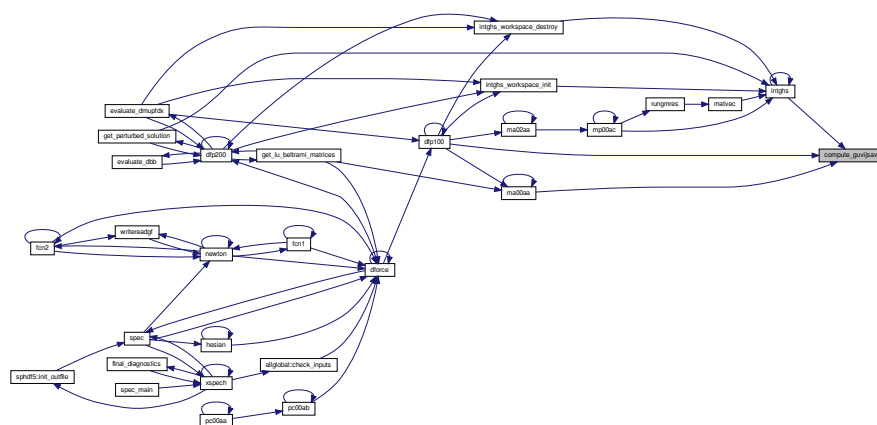 intghs_workspace_destroy
intghs_workspace_init
intghs
evaluate_dmupfdx
rungmres
matvec
get_perturbed_solution
ma02aa
mp00ac
dfp100
evaluate_dbb
dfp200
get_lu_beltrami_matrices
compute_guvijsave
ma00aa
writereadgf
fcn2
newton
fcn1
dforce
spec
hesian
final_diagnostics
allglobal::check_inputs
sphdf5::init_outfile
xspech
spec_main
pc00ab
pc00aa